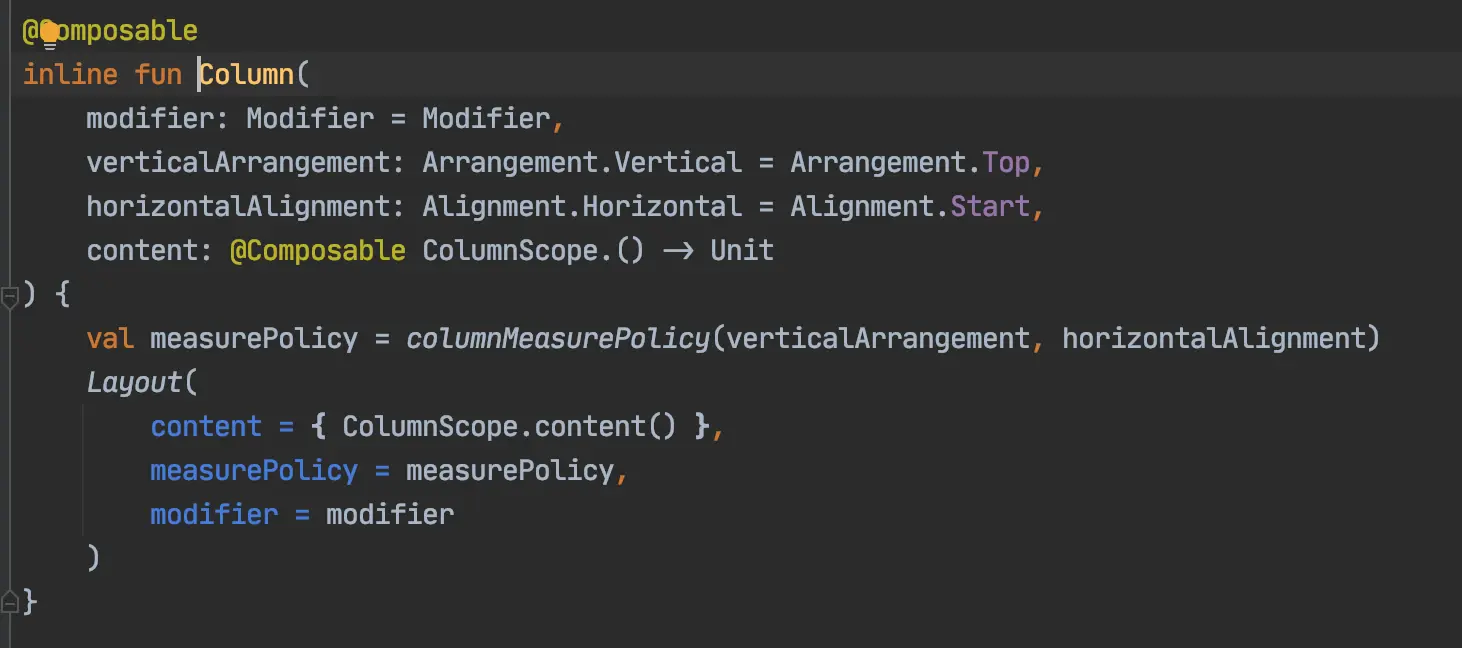 @Composable
inline fun Column(
    modifier: Modifier = Modifier,
    verticalArrangement: Arrangement.Vertical = Arrangement.Top,
    horizontalAlignment: Alignment.Horizontal = Alignment.Start,
    content: @Composable ColumnScope.() -> Unit
) {
    val measurePolicy = columnMeasurePolicy(verticalArrangement, horizontalAlignment)
    Layout(
        content = { ColumnScope.content() },
        measurePolicy = measurePolicy,
        modifier = modifier
    )
}